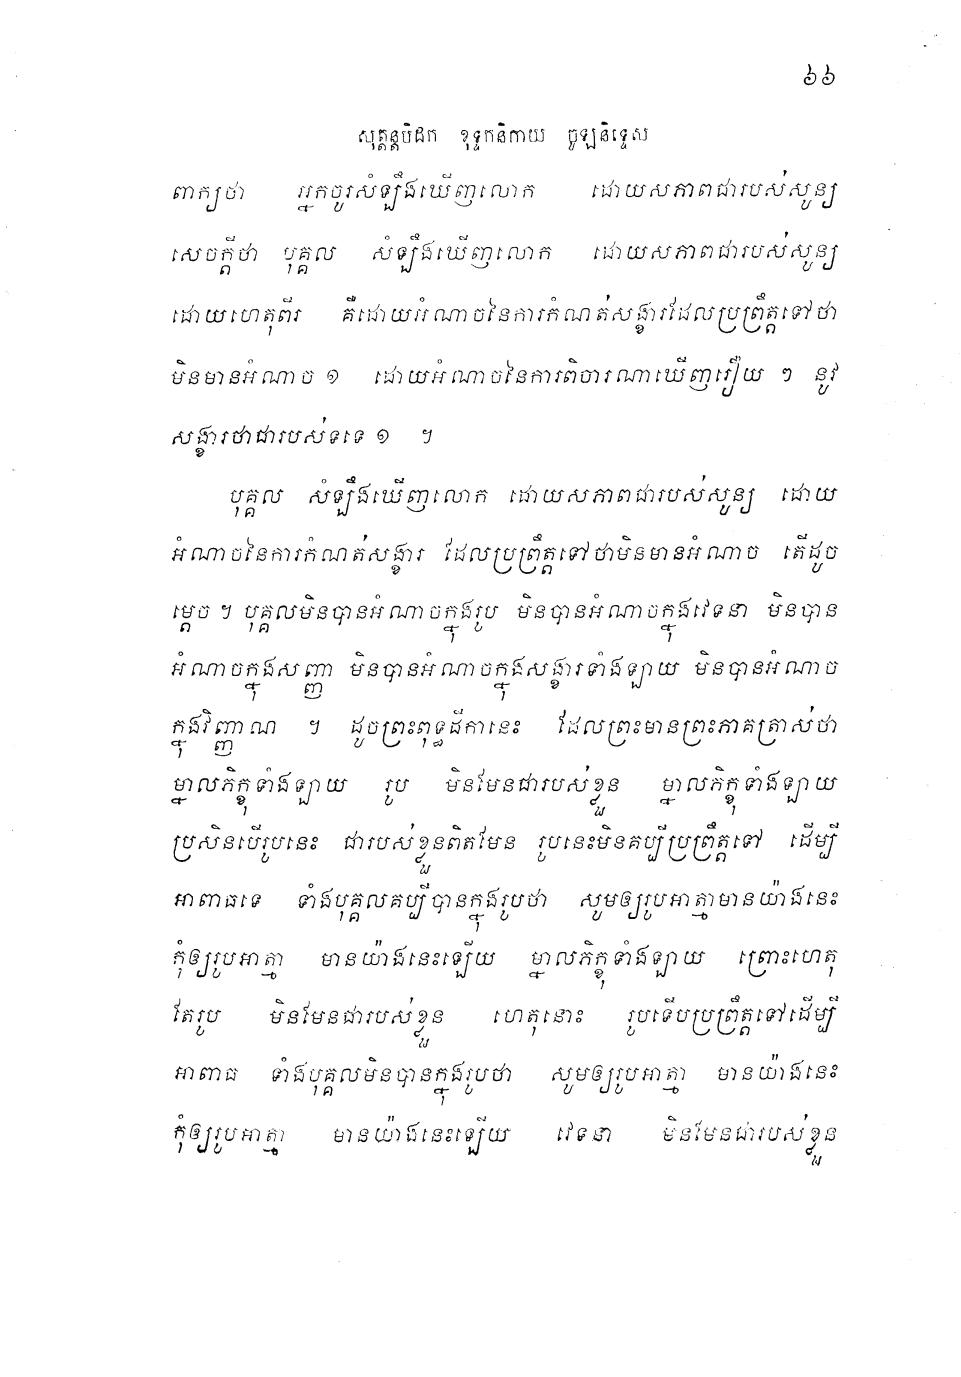 ៦៦
សុត្តន្តបិដក ខុទ្ទកនិកាយ ចូឡនិទ្ទេស
ពាក្យថា អ្នកចូរសំឡឹងឃើញលោក ដោយសភាពជារបស់សូន្យ
សេចក្តីថា បុគ្គល សំឡឹងឃើញលោក ដោយសភាពជារបស់សូន្យ
ដោយហេតុពីរ គឺដោយអំណាចនៃការកំណត់សង្ខារដែលប្រព្រឹត្តទៅថា
មិនមានអំណាច ១ ដោយអំណាចនៃការពិចារណាឃើញរឿយ ៗ នូវ
សង្ខារថាជារបស់ទទេ ១ ។
បុគ្គល សំឡឹងឃើញលោក ដោយសភាពជារបស់សូន្យ ដោយ
អំណាចនៃការកំណត់សង្ខារ ដែលប្រព្រឹត្តទៅថាមិនមានអំណាច តើដូច
ម្តេច ។ បុគ្គលមិនបានអំណាចក្នុងរូប មិនបានអំណាចក្នុងវេទនា មិនបាន
អំណាចក្នុងសញ្ញា មិនបានអំណាចក្នុងសង្ខារទាំងឡាយ មិនបានអំណាច
ក្នុងវិញ្ញាណ ។ ដូចព្រះពុទ្ធដីកានេះ ដែលព្រះមានព្រះភាគត្រាស់ថា
ម្នាលភិក្ខុទាំងឡាយ រូប មិនមែនជារបស់ខ្លួន ម្នាលភិក្ខុទាំងឡាយ
ប្រសិនបើរូបនេះ ជារបស់ខ្លួនពិតមែន រូបនេះមិនគប្បីប្រព្រឹត្តទៅ ដើម្បី
អាពាធទេ ទាំងបុគ្គលគប្បីបានក្នុងរូបថា សូមឲ្យរូបអាត្មាមានយ៉ាងនេះ
កុំឲ្យរូបអាត្មា មានយ៉ាងនេះឡើយ ម្នាលភិក្ខុទាំងឡាយ ព្រោះហេតុ
តែរូប មិនមែនជារបស់ខ្លួន ហេតុនោះ រូបទើបប្រព្រឹត្តទៅដើម្បី
អាពាធ ទាំងបុគ្គលមិនបានក្នុងរូបថា សូមឲ្យរូបអាត្មា មានយ៉ាងនេះ
កុំឲ្យរូបអាត្មា មានយ៉ាងនេះឡើយ វេទនា មិនមែនជារបស់ខ្លួន